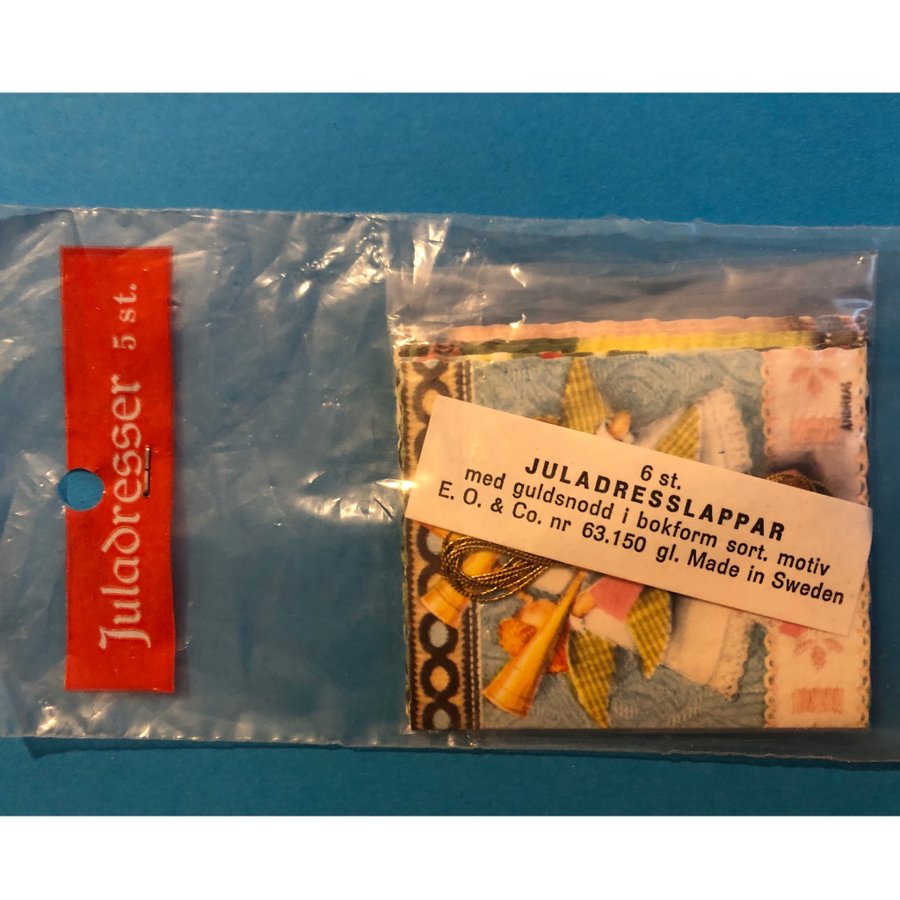 Juladresser 5 st.
6 st.
JULADRESSLAPPAR
med guldsnodd i bokform sort. motiv
E. O. & Co. nr 63.150 gl. Made in Sweden
ANDREAS